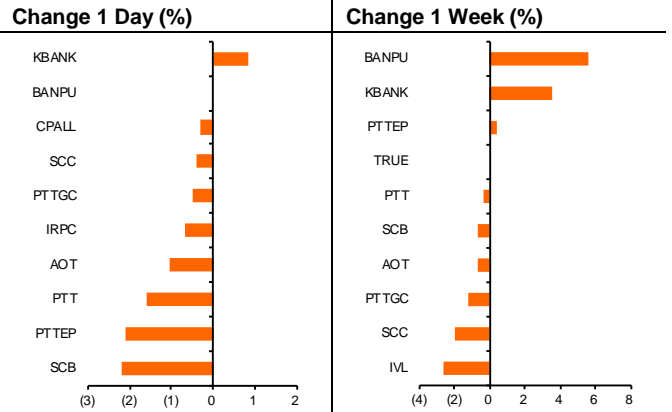 Change 1 Day (%)
KBANK
BANPU
CPALL
SCC
PTTGC
IRPC
AOT
PTT
PTTEP
SCB
(3) (2) (1) 0 1 2
Change 1 Week (%)
BANPU
KBANK
PTTEP
TRUE
PTT
SCB
AOT
PTTGC
SCC
IVL
(4) (2) 0 2 4 6 8